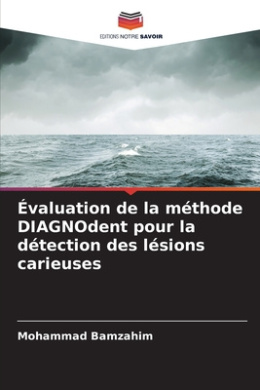 EDITIONS NOTRE SAVOIR
Évaluation de la méthode
DIAGNOdent pour la
détection des lésions
carieuses
Mohammad Bamzahim